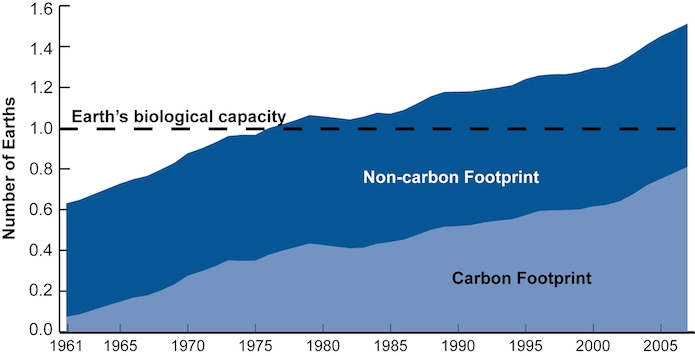 Number of Earths
1.6
1.4
1.2
1.0
0.8
0.6
0.4
0.2
0.0
Earth's biological capacity
Non-carbon Footprint
Carbon Footprint
1961 1965 1970 1975 1980 1985 1990 1995 2000 2005